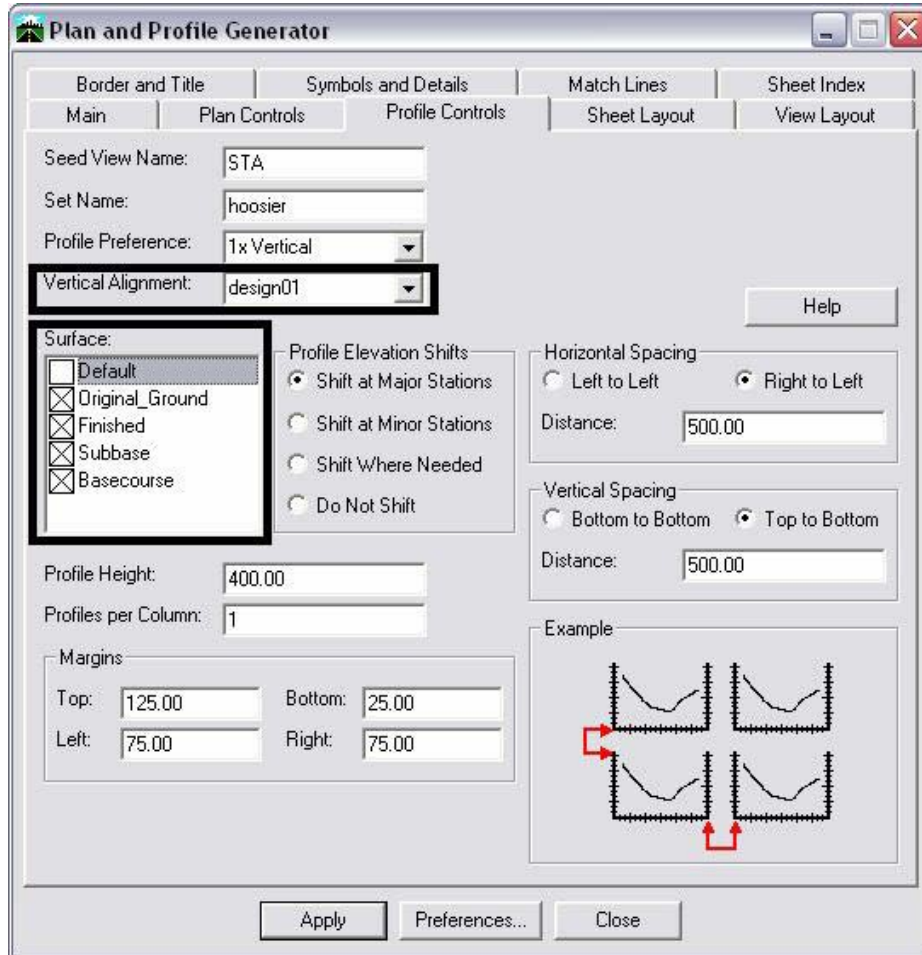 Plan and Profile Generator
Border and Title
Symbols and Details
Match Lines
Sheet Index
Main
Plan Controls
Profile Controls
Sheet Layout
View Layout
Seed View Name: STA
Set Name: hoosier
Profile Preference: 1x Vertical
Vertical Alignment: design01
Help
Surface:
Default
Original_Ground
Finished
Subbase
Basecourse
Profile Elevation Shifts
Shift at Major Stations
Shift at Minor Stations
Shift Where Needed
Do Not Shift
Horizontal Spacing
Left to Left Right to Left
Distance: 500.00
Vertical Spacing
Bottom to Bottom Top to Bottom
Distance: 500.00
Profile Height: 400.00
Profiles per Column: 1
Margins
Top: 125.00 Bottom: 25.00
Left: 75.00 Right: 75.00
Example
Apply Preferences... Close